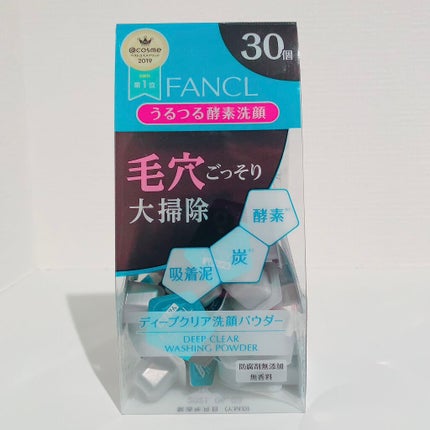 @cosme
2019
第1位
30個
FANCL
うるつる酵素洗顔
毛穴ごっそり
大掃除
酵素
炭
吸着泥
ディープクリア洗顔パウダー
DEEP CLEAR
WASHING POWDER
防腐剤無添加
無香料